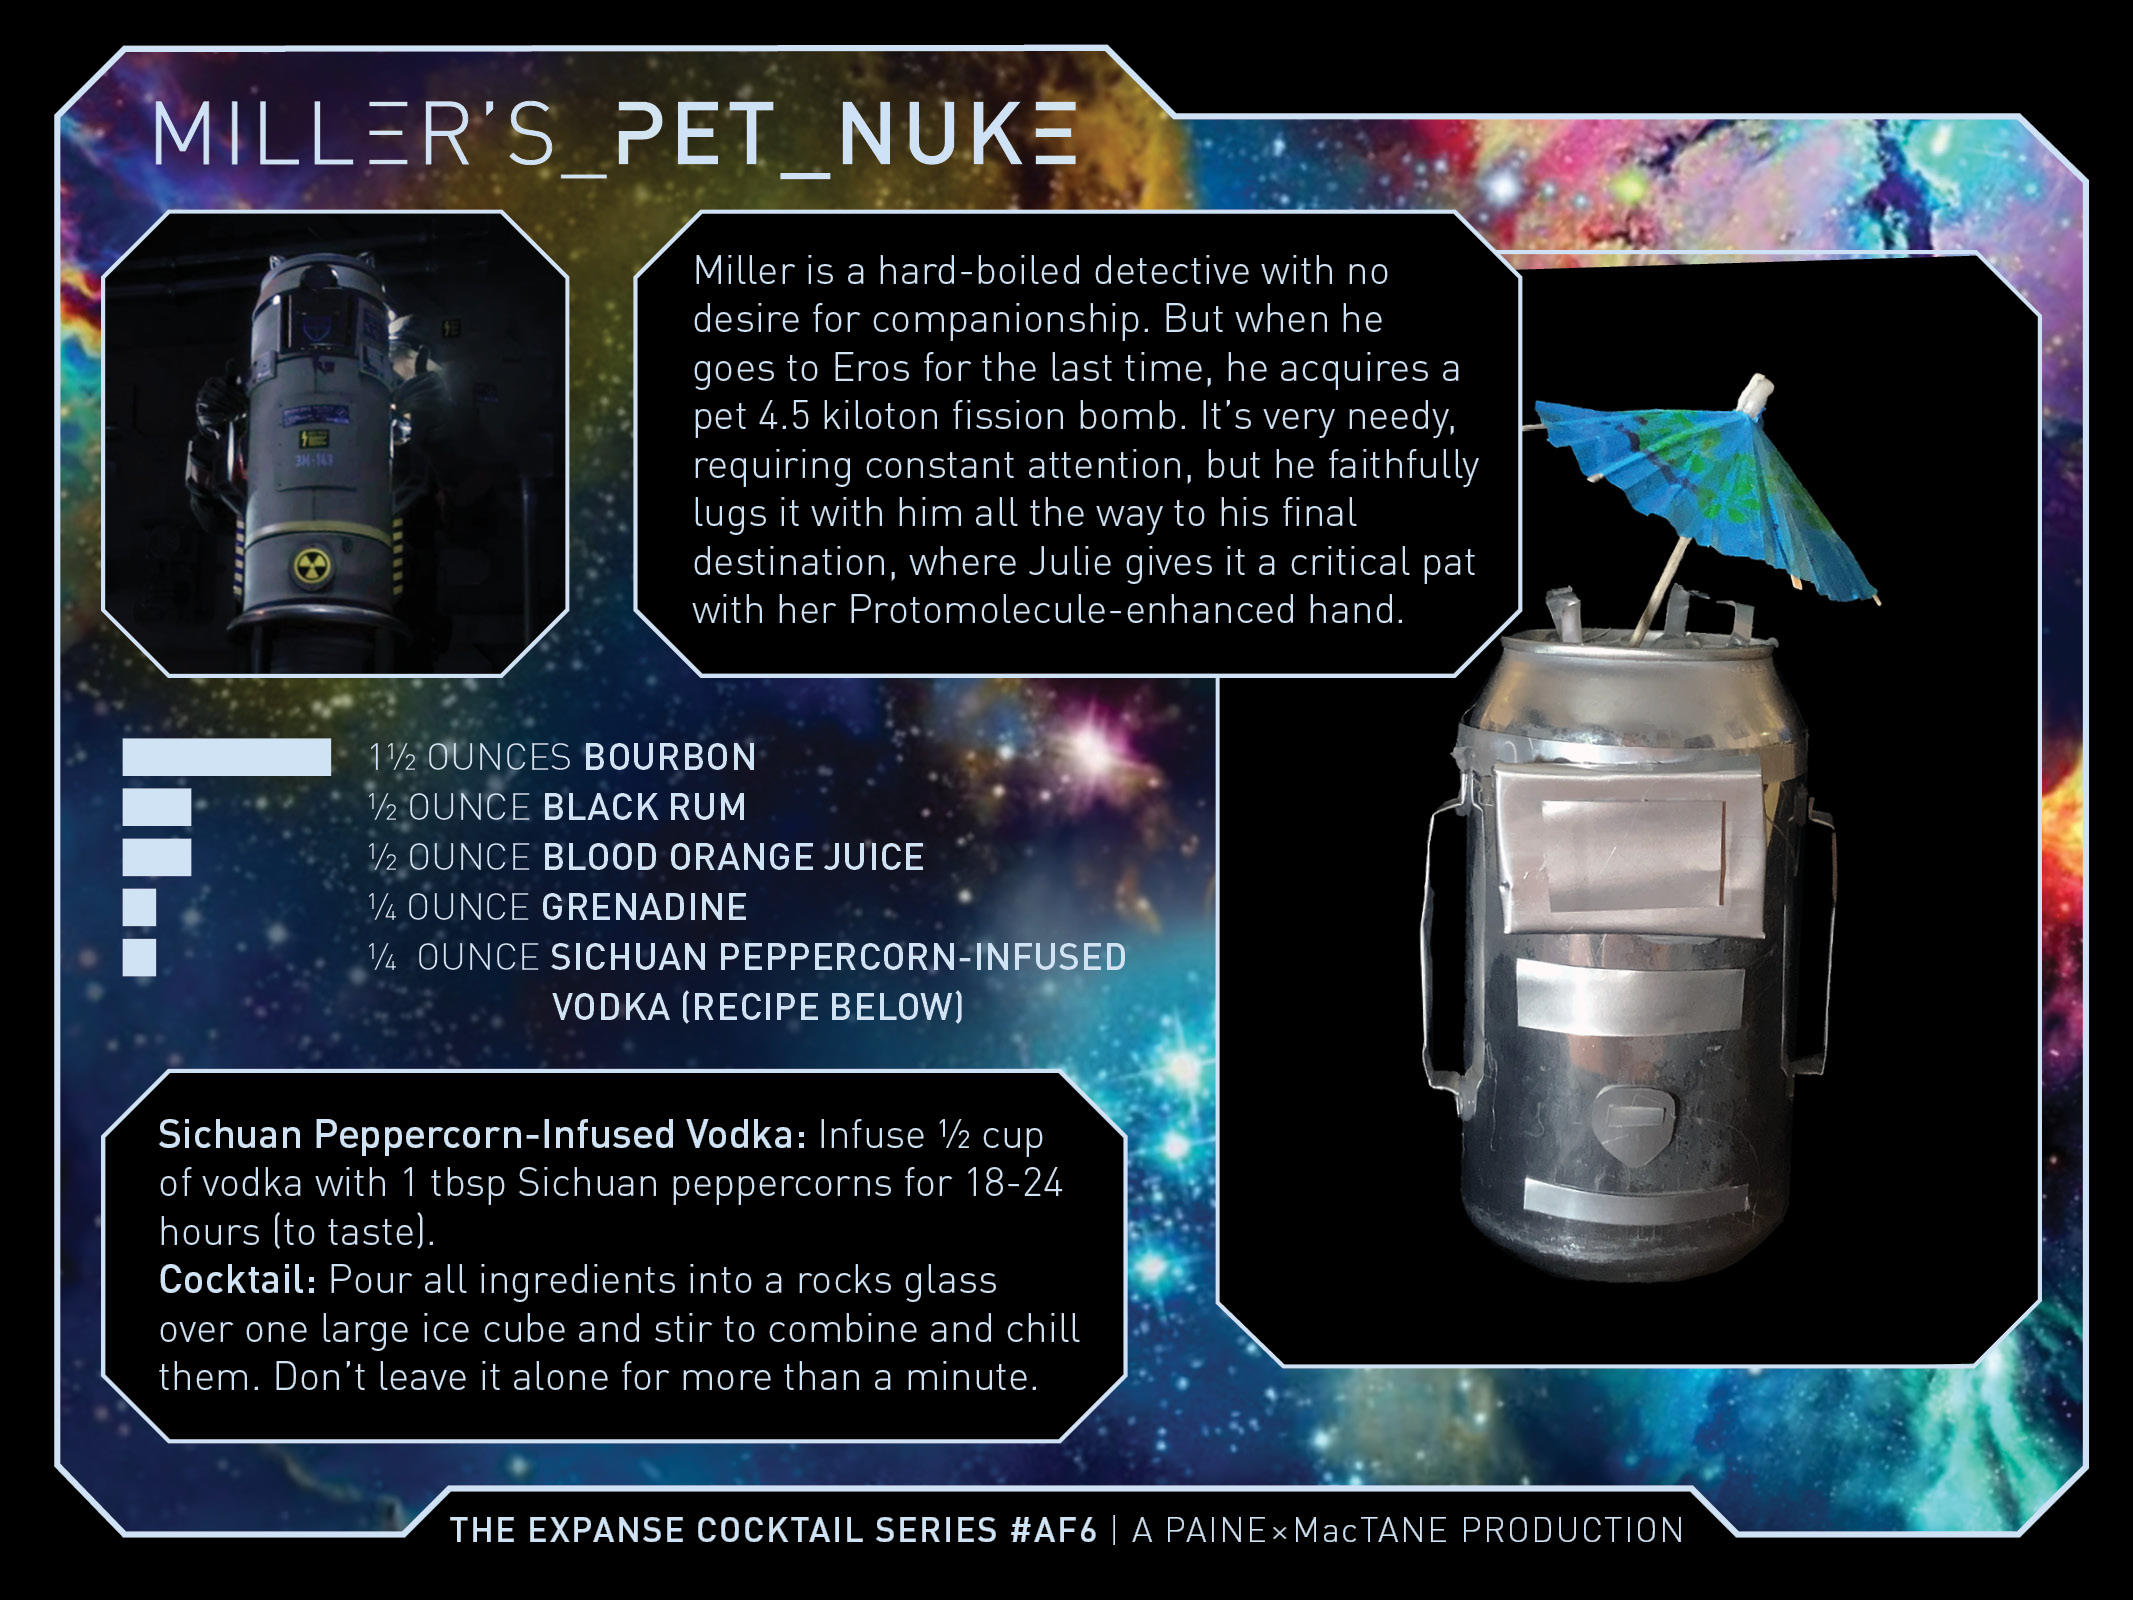 MILLER'S_PET_NUKE
Miller is a hard-boiled detective with no
desire for companionship. But when he
goes to Eros for the last time, he acquires a
pet 4.5 kiloton fission bomb. It's very needy,
requiring constant attention, but he faithfully
lugs it with him all the way to his final
destination, where Julie gives it a critical pat
with her Protomolecule-enhanced hand.
3M-143
1½ OUNCES BOURBON
½ OUNCE BLACK RUM
½ OUNCE BLOOD ORANGE JUICE
¼ OUNCE GRENADINE
¼ OUNCE SICHUAN PEPPERCORN-INFUSED
VODKA (RECIPE BELOW)
Sichuan Peppercorn-Infused Vodka: Infuse ½ cup
of vodka with 1 tbsp Sichuan peppercorns for 18-24
hours (to taste).
Cocktail: Pour all ingredients into a rocks glass
over one large ice cube and stir to combine and chill
them. Don't leave it alone for more than a minute.
THE EXPANSE COCKTAIL SERIES #AF6 | A PAINE×MacTANE PRODUCTION